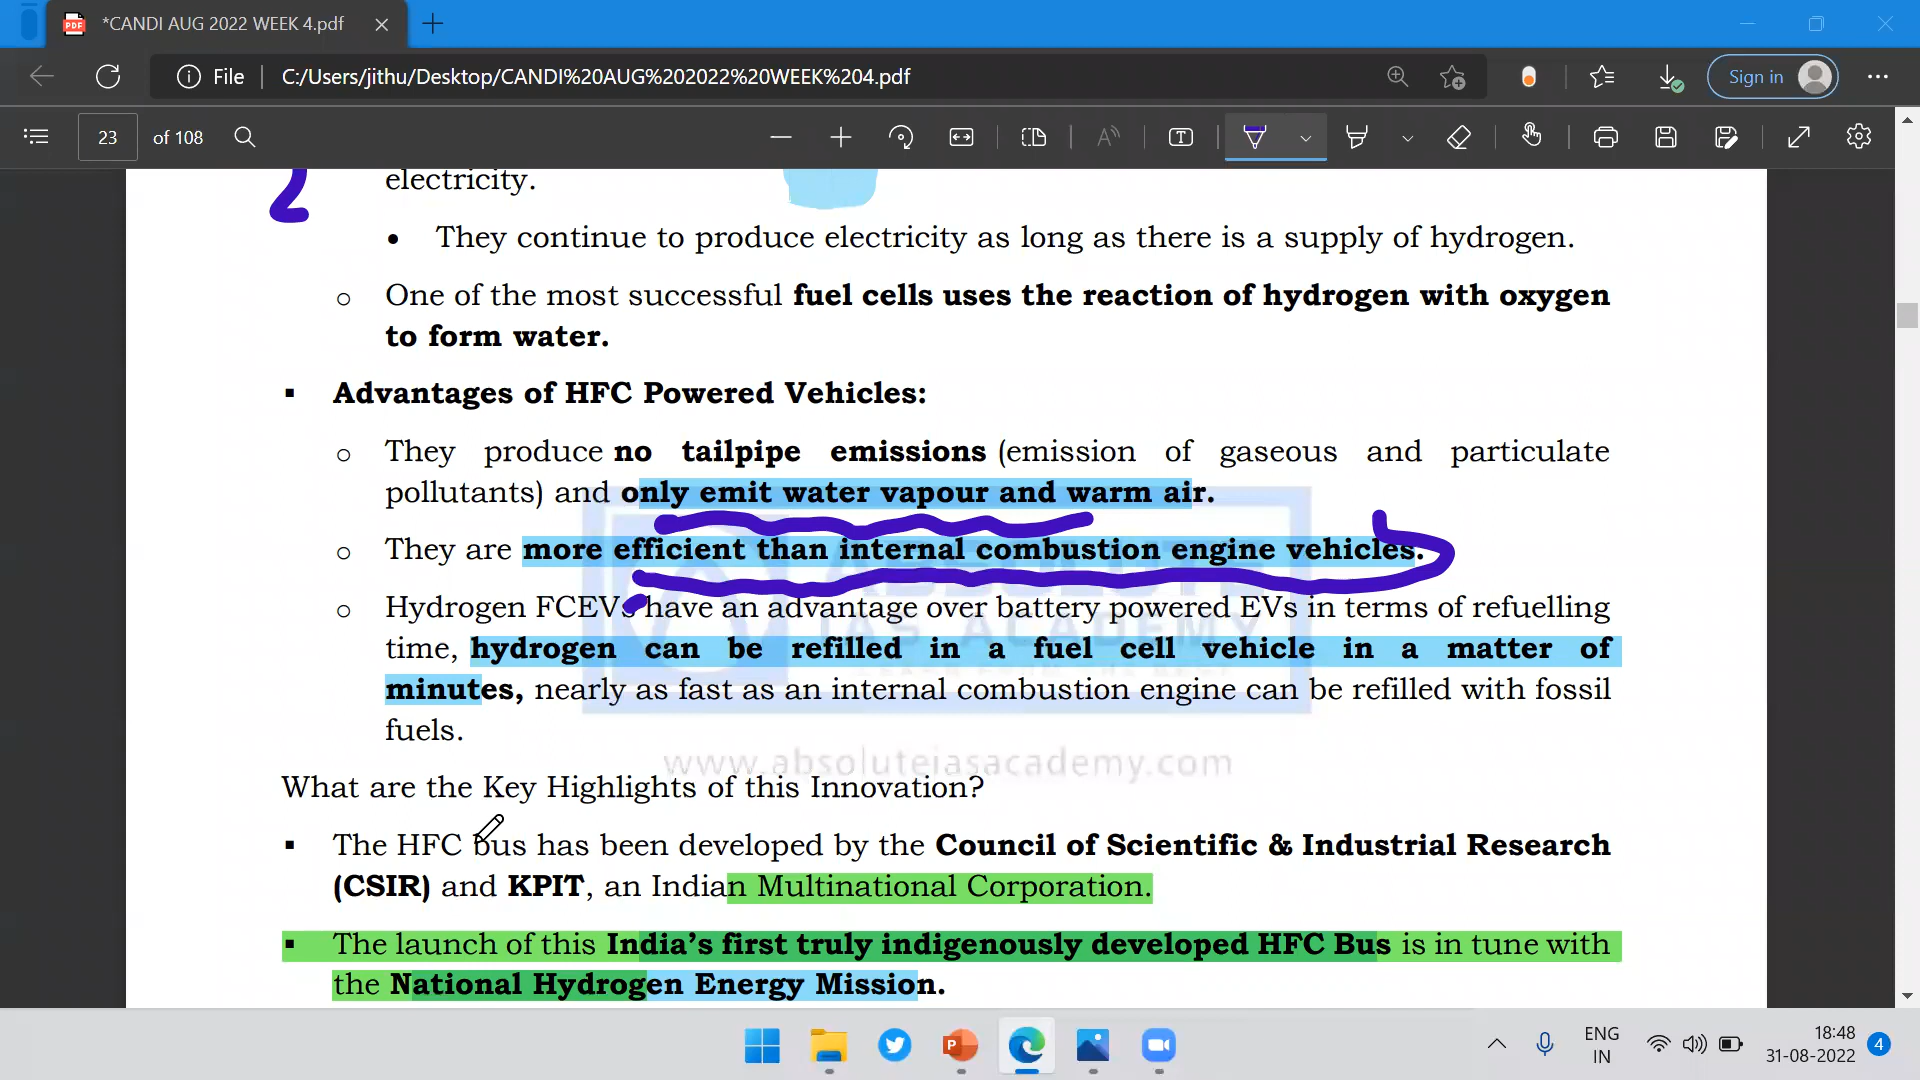 *CANDI AUG 2022 WEEK 4.pdf
File
C:/Users/jithu/Desktop/CANDI%20AUG%202022%20WEEK%204.pdf
Sign in
23 of 108
2
electricity.
• They continue to produce electricity as long as there is a supply of hydrogen.
o One of the most successful fuel cells uses the reaction of hydrogen with oxygen
to form water.
▪ Advantages of HFC Powered Vehicles:
o They produce no tailpipe emissions (emission of gaseous and particulate
pollutants) and only emit water vapour and warm air.
o They are more efficient than internal combustion engine vehicles.
o Hydrogen FCEVs have an advantage over battery powered EVs in terms of refuelling
time, hydrogen can be refilled in a fuel cell vehicle in a matter of
minutes, nearly as fast as an internal combustion engine can be refilled with fossil
fuels.
ABSOLUTE
IAS ACADEMY
www.absoluteiasacademy.com
What are the Key Highlights of this Innovation?
▪ The HFC bus has been developed by the Council of Scientific & Industrial Research
(CSIR) and KPIT, an Indian Multinational Corporation.
▪ The launch of this India's first truly indigenously developed HFC Bus is in tune with
the National Hydrogen Energy Mission.
ENG
IN
18:48
31-08-2022
4